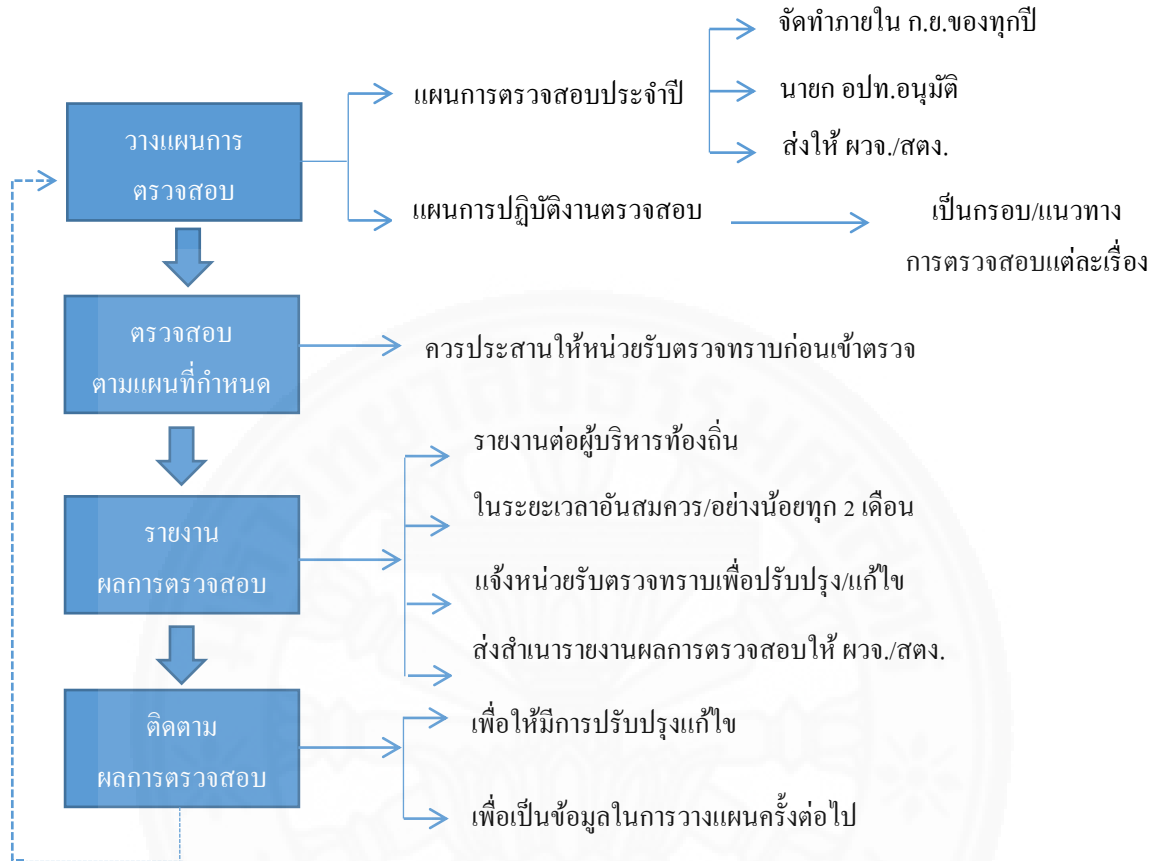 วางแผนการ
ตรวจสอบ
แผนการตรวจสอบประจำปี
จัดทำภายใน ก.ย.ของทุกปี
นายก อปท.อนุมัติ
ส่งให้ ผวจ./สตง.
แผนการปฏิบัติงานตรวจสอบ
เป็นกรอบ/แนวทาง
การตรวจสอบแต่ละเรื่อง
ตรวจสอบ
ตามแผนที่กำหนด
ควรประสานให้หน่วยรับตรวจทราบก่อนเข้าตรวจ
รายงาน
ผลการตรวจสอบ
รายงานต่อผู้บริหารท้องถิ่น
ในระยะเวลาอันสมควร/อย่างน้อยทุก 2 เดือน
แจ้งหน่วยรับตรวจทราบเพื่อปรับปรุง/แก้ไข
ส่งสำเนารายงานผลการตรวจสอบให้ ผวจ./สตง.
ติดตาม
ผลการตรวจสอบ
เพื่อให้มีการปรับปรุงแก้ไข
เพื่อเป็นข้อมูลในการวางแผนครั้งต่อไป